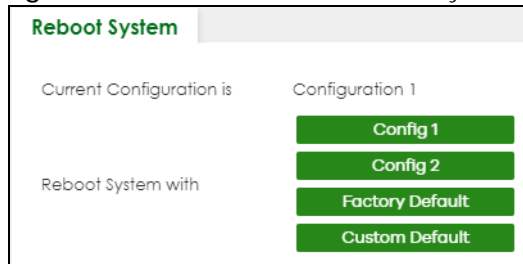 Reboot System
Current Configuration is Configuration 1
Config 1
Config 2
Reboot System with
Factory Default
Custom Default